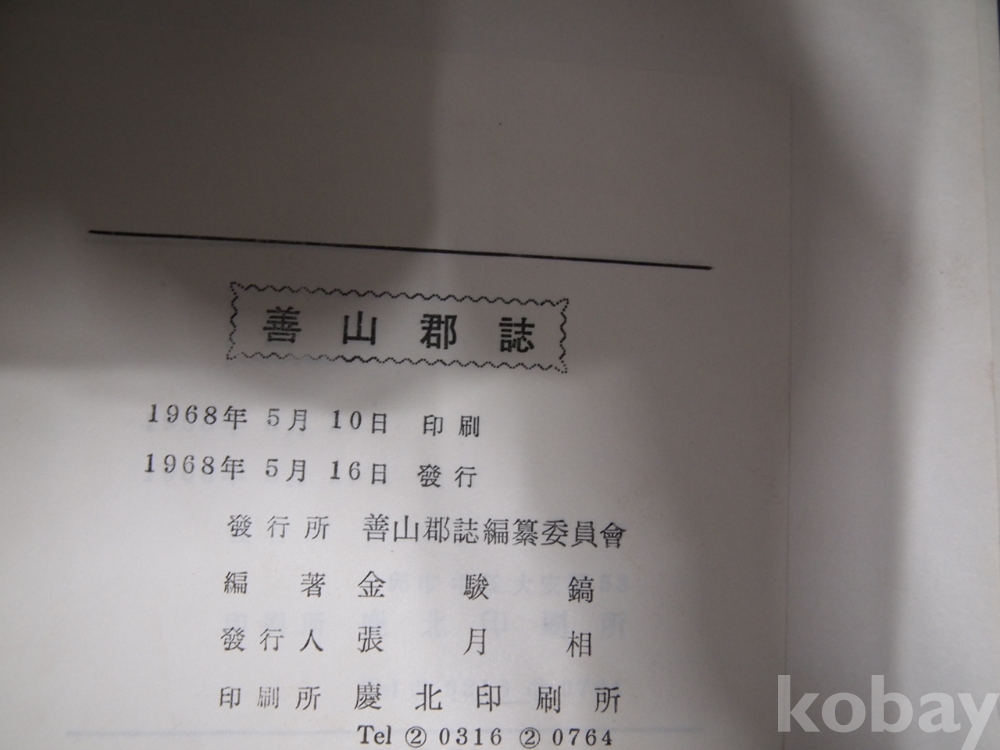 善山郡誌
1968年 5月 10日 印刷
1968年 5月 16日 發行
發行所 善山郡誌編纂委員會
編著 金駿鎬
發行人 張月相
印刷所 慶北印刷所
Tel ② 0316 ② 0764
kobay